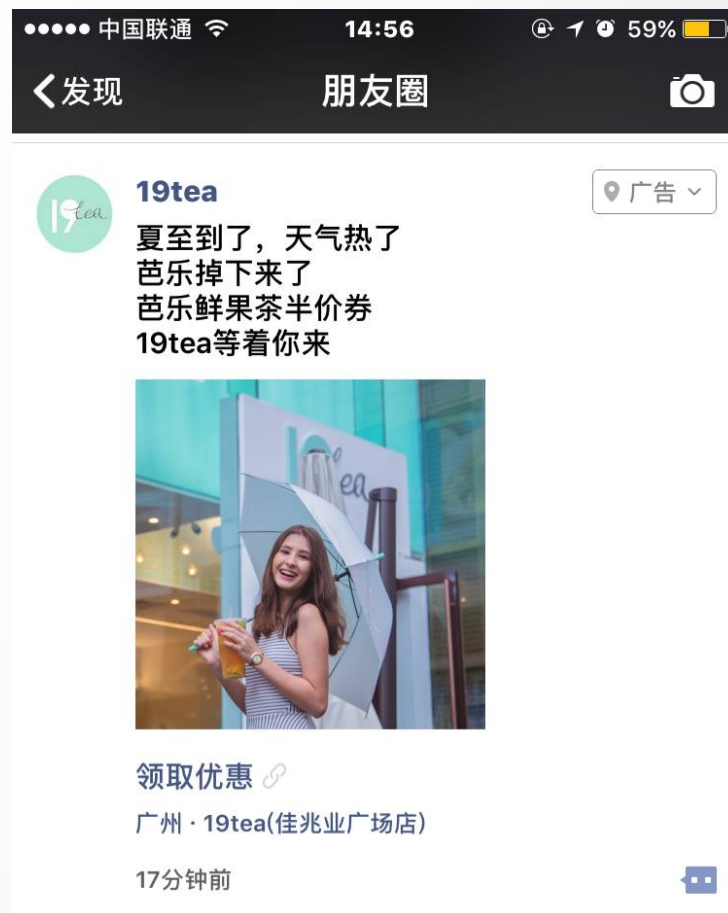 中国联通 14:56 59%
发现 朋友圈
19tea 广告
19tea
夏至到了，天气热了
芭乐掉下来了
芭乐鲜果茶半价券
19tea等着你来
19tea
领取优惠
广州 · 19tea(佳兆业广场店)
17分钟前